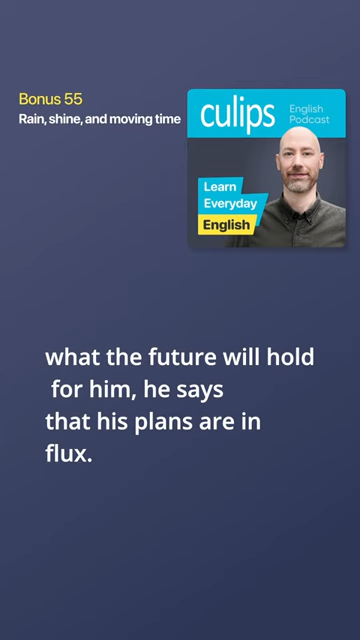 Bonus 55
Rain, shine, and moving time
culips
English
Podcast
Learn
Everyday
English
what the future will hold
for him, he says
that his plans are in
flux.